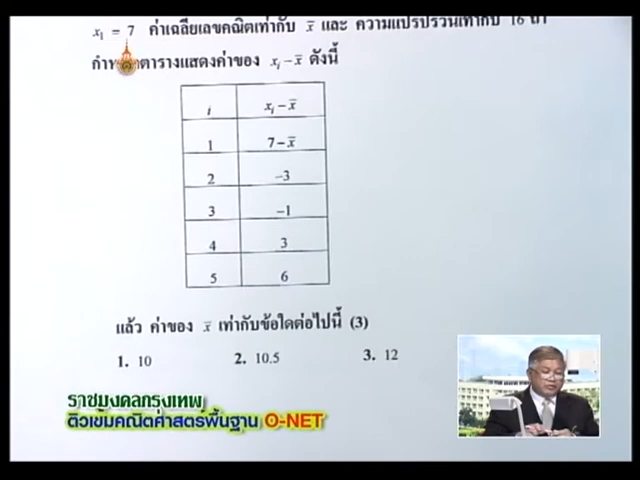 x₁ = 7 ค่าเฉลี่ยเลขคณิตเท่ากับ x̄ และ ความแปรปรวนเท่ากับ 16 ถ้า
ตารางแสดงค่าของ xᵢ – x̄ ดังนี้
i xᵢ – x̄
1 7 – x̄
2 –3
3 –1
4 3
5 6
แล้ว ค่าของ x̄ เท่ากับข้อใดต่อไปนี้ (3)
1. 10 2. 10.5 3. 12
ราชมงคลกรุงเทพ
ติวเข้มคณิตศาสตร์พื้นฐาน O-NET